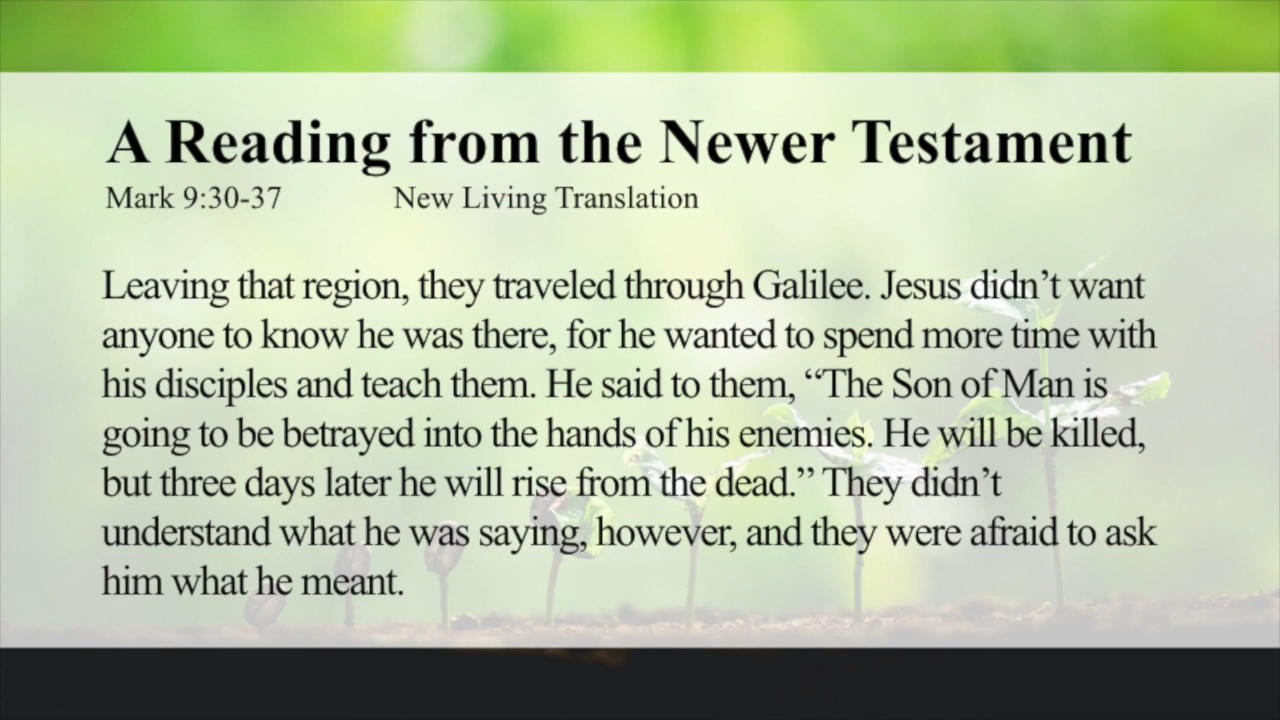 A Reading from the Newer Testament
Mark 9:30-37 New Living Translation
Leaving that region, they traveled through Galilee. Jesus didn’t want
anyone to know he was there, for he wanted to spend more time with
his disciples and teach them. He said to them, “The Son of Man is
going to be betrayed into the hands of his enemies. He will be killed,
but three days later he will rise from the dead.” They didn’t
understand what he was saying, however, and they were afraid to ask
him what he meant.